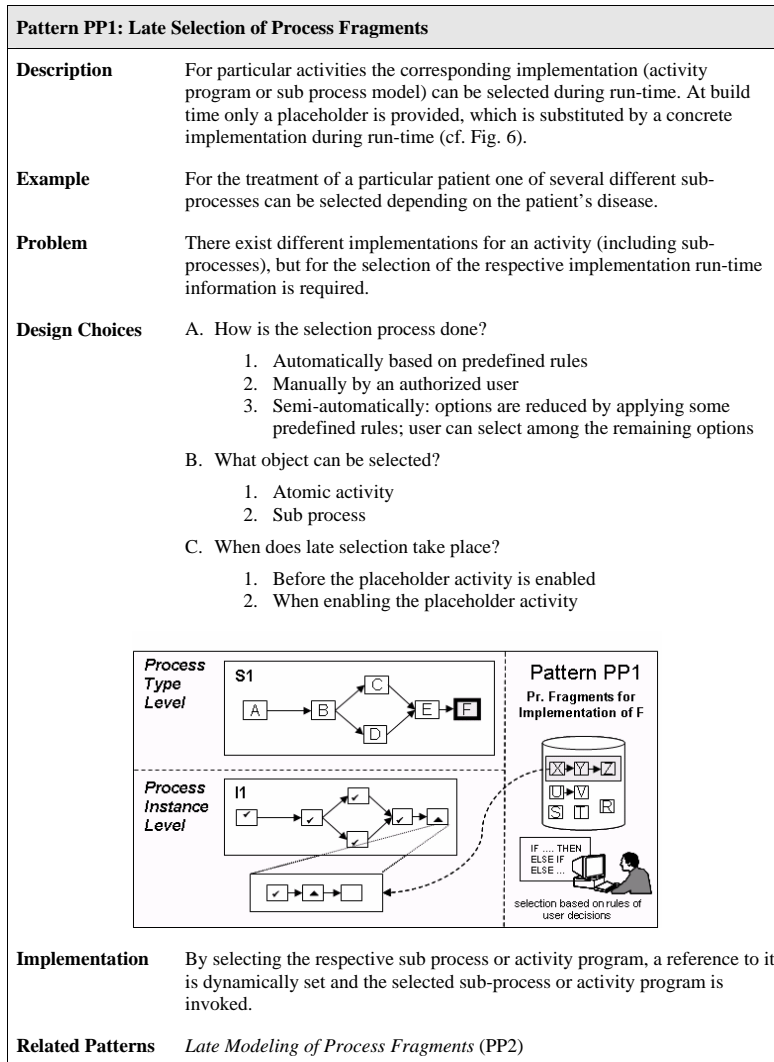 Pattern PP1: Late Selection of Process Fragments
Description
For particular activities the corresponding implementation (activity
program or sub process model) can be selected during run-time. At build
time only a placeholder is provided, which is substituted by a concrete
implementation during run-time (cf. Fig. 6).
Example
For the treatment of a particular patient one of several different sub-
processes can be selected depending on the patient's disease.
Problem
There exist different implementations for an activity (including sub-
processes), but for the selection of the respective implementation run-time
information is required.
Design Choices
A. How is the selection process done?
1. Automatically based on predefined rules
2. Manually by an authorized user
3. Semi-automatically: options are reduced by applying some
predefined rules; user can select among the remaining options
B. What object can be selected?
1. Atomic activity
2. Sub process
C. When does late selection take place?
1. Before the placeholder activity is enabled
2. When enabling the placeholder activity
Process
Type
Level
S1
A
B
C
D
E
F
Process
Instance
Level
I1
Pattern PP1
Pr. Fragments for
Implementation of F
X Y Z
U V
S T R
IF .... THEN
ELSE IF
ELSE ...
selection based on rules of
user decisions
Implementation
By selecting the respective sub process or activity program, a reference to it
is dynamically set and the selected sub-process or activity program is
invoked.
Related Patterns
Late Modeling of Process Fragments (PP2)